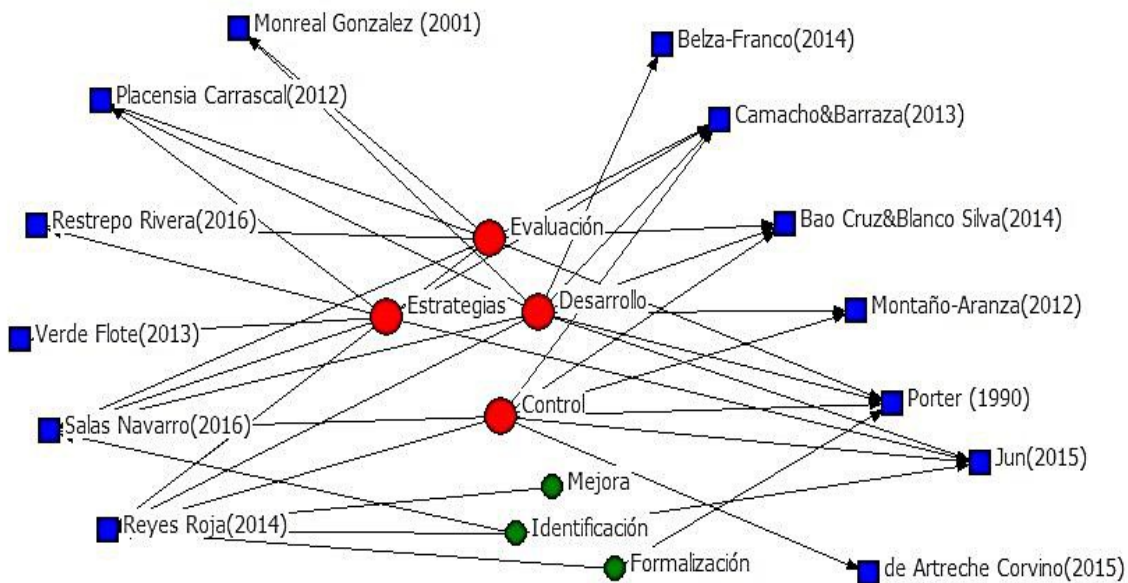 Monreal Gonzalez (2001)
Belza-Franco(2014)
Placensia Carrascal(2012)
Camacho&Barraza(2013)
Restrepo Rivera(2016)
Evaluación
Bao Cruz&Blanco Silva(2014)
Estrategias
Desarrollo
Montaño-Aranza(2012)
Verde Flote(2013)
Salas Navarro(2016)
Control
Porter (1990)
Jun(2015)
Mejora
Reyes Roja(2014)
Identificación
Formalización
de Artreche Corvino(2015)